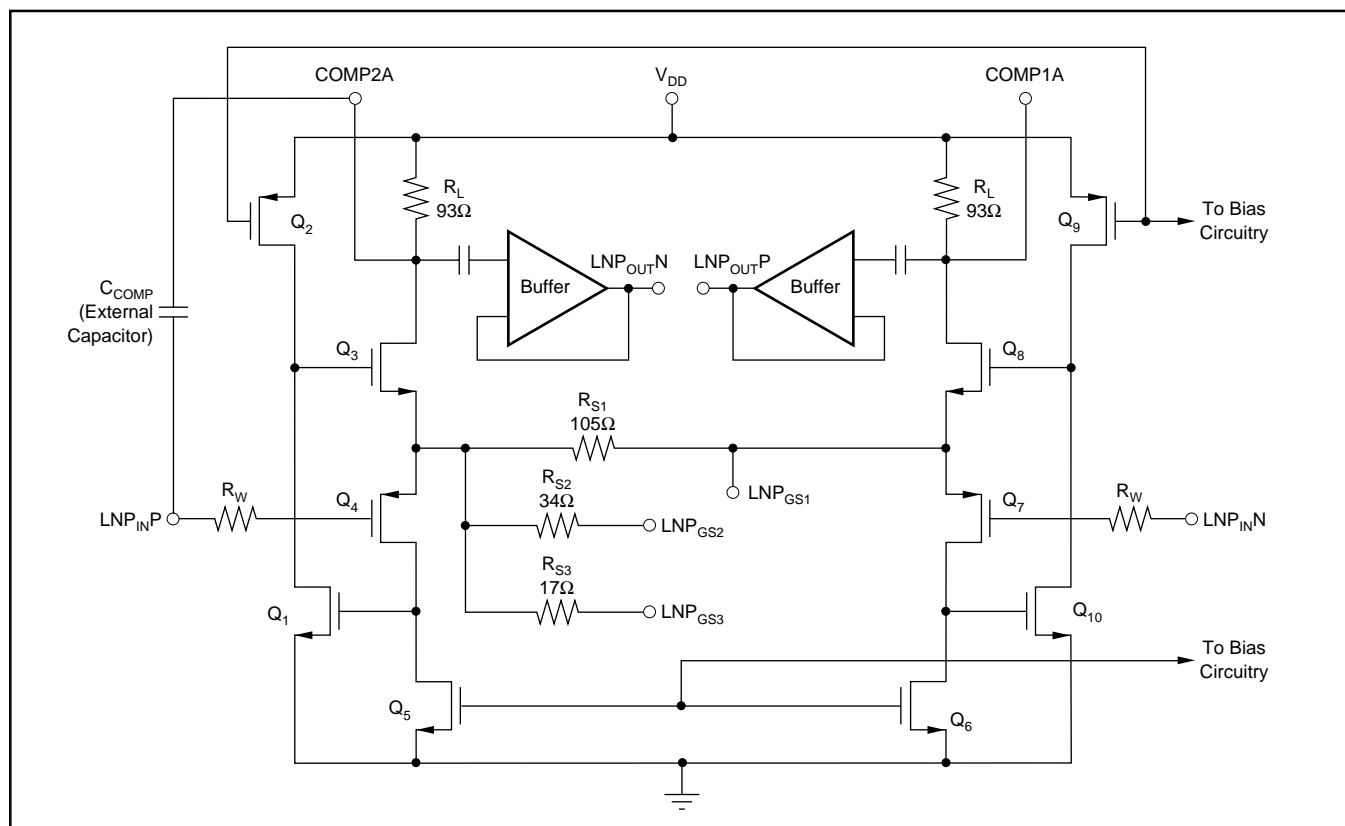 COMP2A
V_DD
COMP1A
R_L
93Ω
R_L
93Ω
Q_2
Q_9
To Bias
Circuitry
LNP_OUTN
LNP_OUTP
Buffer
Buffer
C_COMP
(External
Capacitor)
Q_3
Q_8
R_S1
105Ω
R_W
Q_4
R_S2
34Ω
LNP_GS1
Q_7
R_W
LNP_INP
LNP_GS2
LNP_INN
R_S3
17Ω
Q_1
LNP_GS3
Q_10
To Bias
Circuitry
Q_5
Q_6